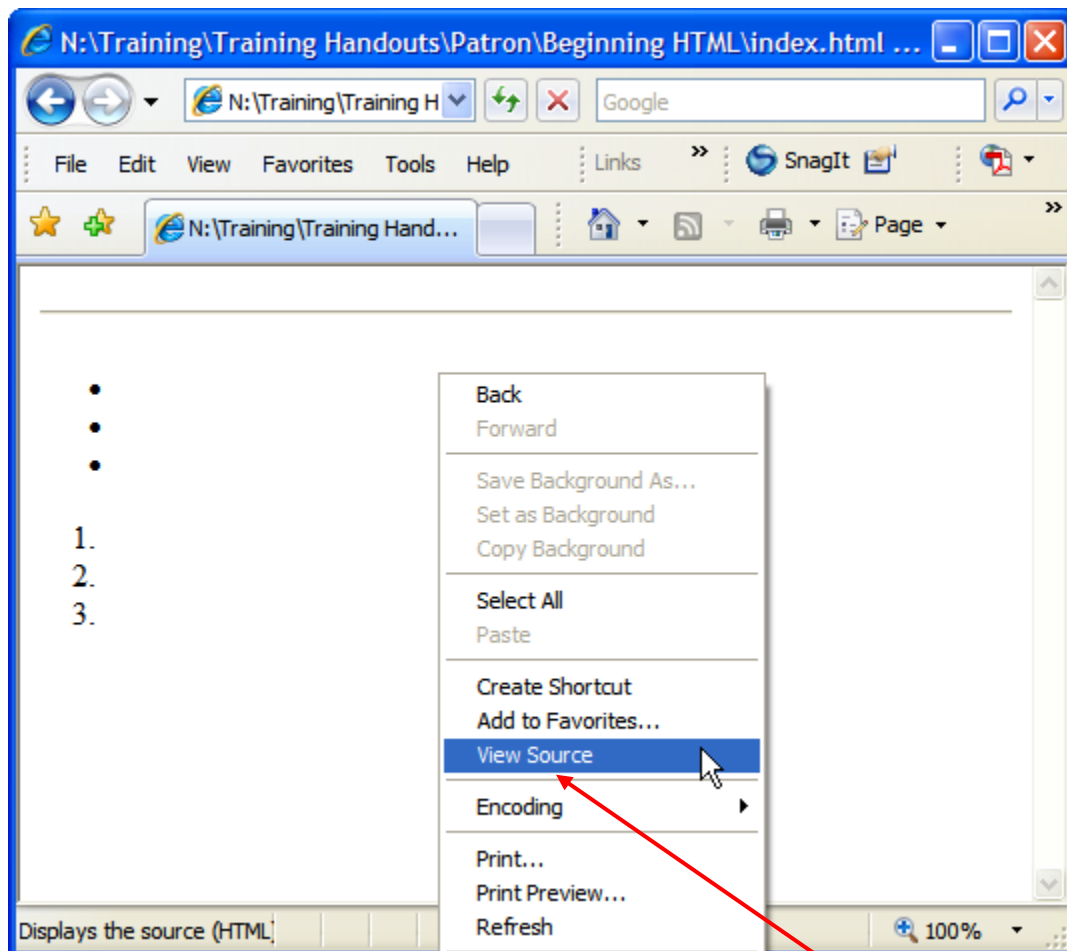 N:\Training\Training Handouts\Patron\Beginning HTML\index.html ...
N:\Training\Training H
Google
File Edit View Favorites Tools Help Links » SnagIt
N:\Training\Training Hand... Page »
•
•
•
1.
2.
3.
Back
Forward
Save Background As...
Set as Background
Copy Background
Select All
Paste
Create Shortcut
Add to Favorites...
View Source
Encoding
Print...
Print Preview...
Refresh
Displays the source (HTML) 100%